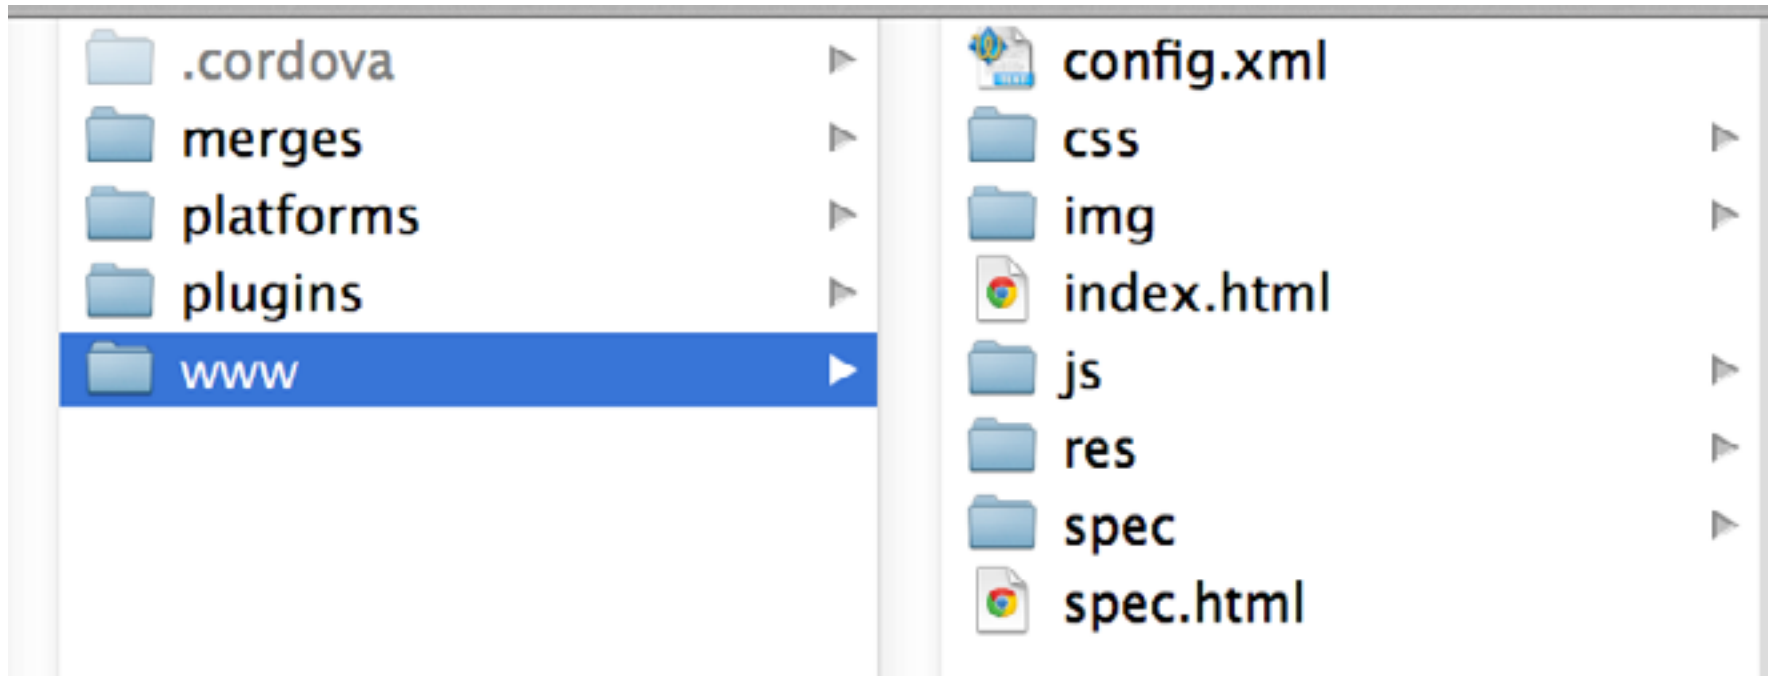 .cordova
merges
platforms
plugins
www
config.xml
css
img
index.html
js
res
spec
spec.html